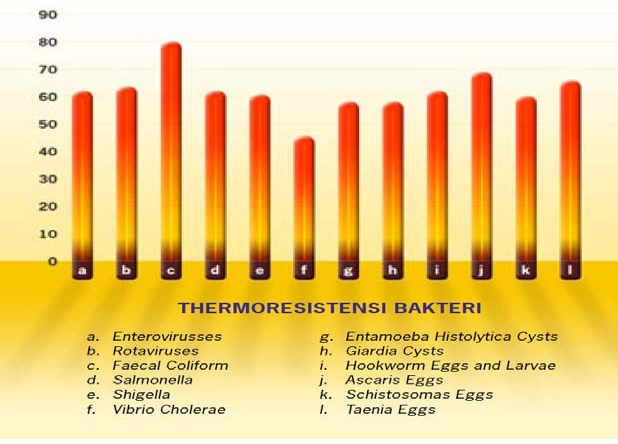 90
80
70
60
50
40
30
20
10
0
a b c d e f g h i j k l
THERMORESISTENSI BAKTERI
a. Enterovirusses
b. Rotaviruses
c. Faecal Coliform
d. Salmonella
e. Shigella
f. Vibrio Cholerae
g. Entamoeba Histolytica Cysts
h. Giardia Cysts
i. Hookworm Eggs and Larvae
j. Ascaris Eggs
k. Schistosomas Eggs
l. Taenia Eggs